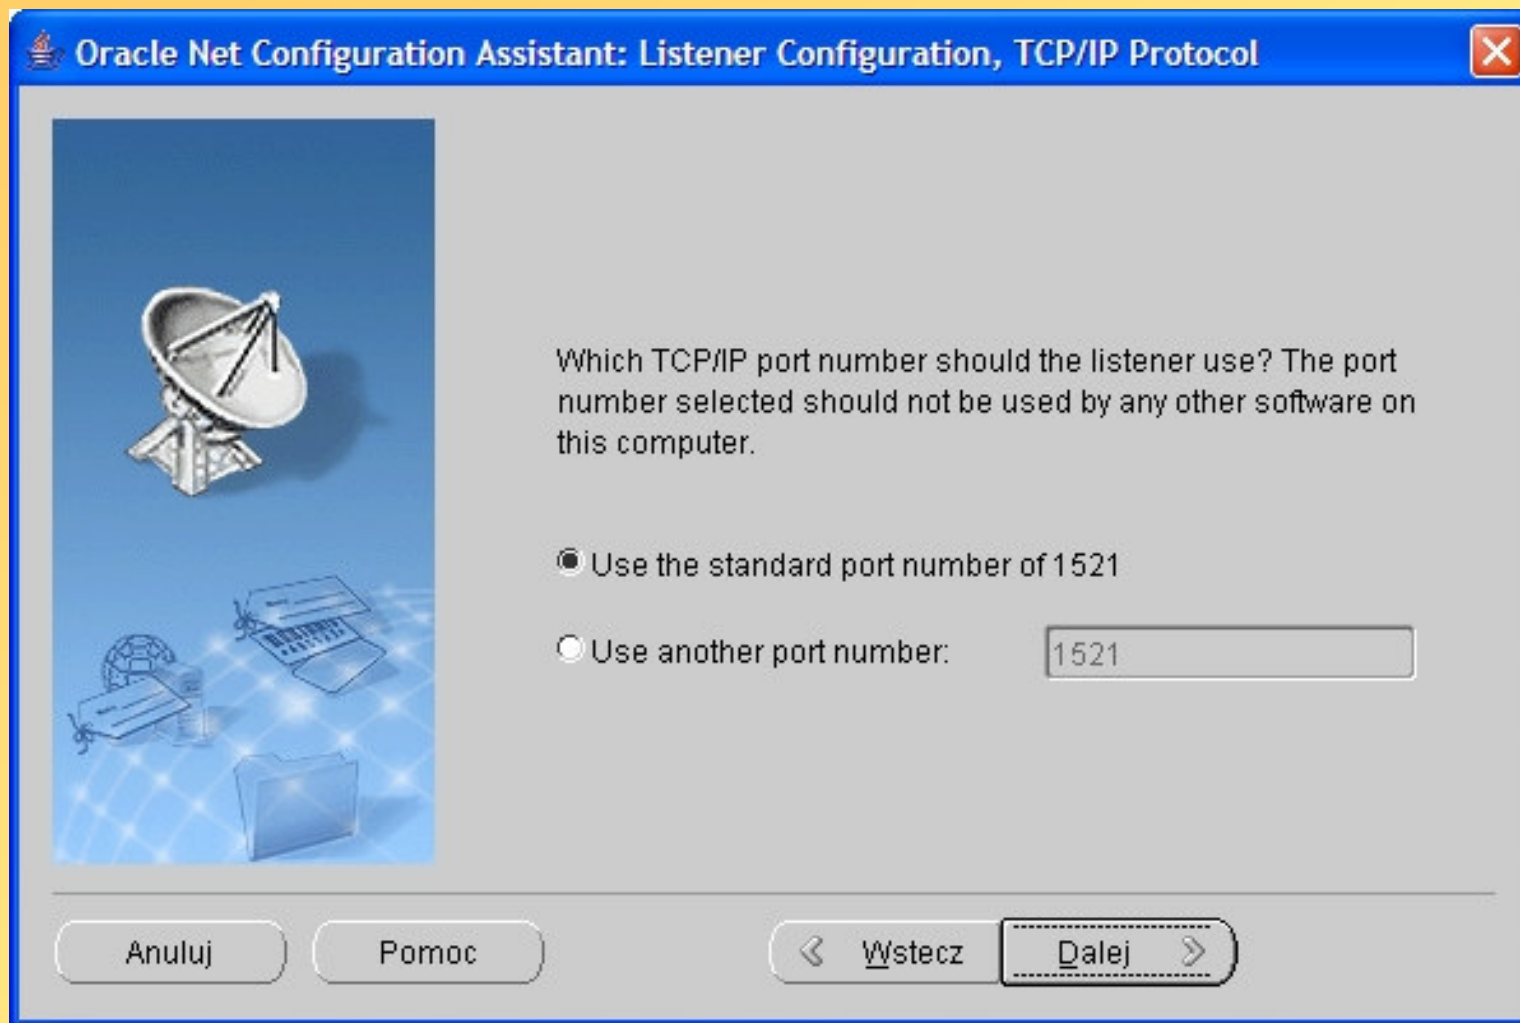 Oracle Net Configuration Assistant: Listener Configuration, TCP/IP Protocol
Which TCP/IP port number should the listener use? The port
number selected should not be used by any other software on
this computer.
Use the standard port number of 1521
Use another port number: 1521
Anuluj Pomoc Wstecz Dalej